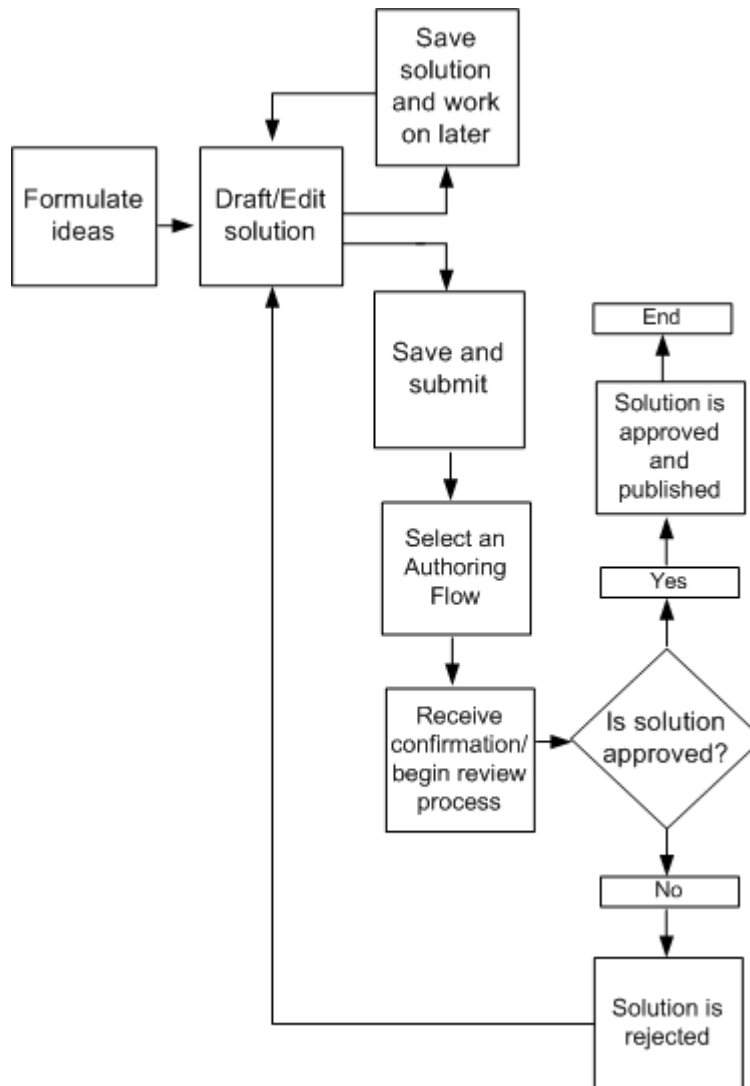 Save
solution
and work
on later
Formulate
ideas
Draft/Edit
solution
Save and
submit
Select an
Authoring
Flow
Receive
confirmation/
begin review
process
Is solution
approved?
Yes
Solution is
approved
and
published
End
No
Solution is
rejected